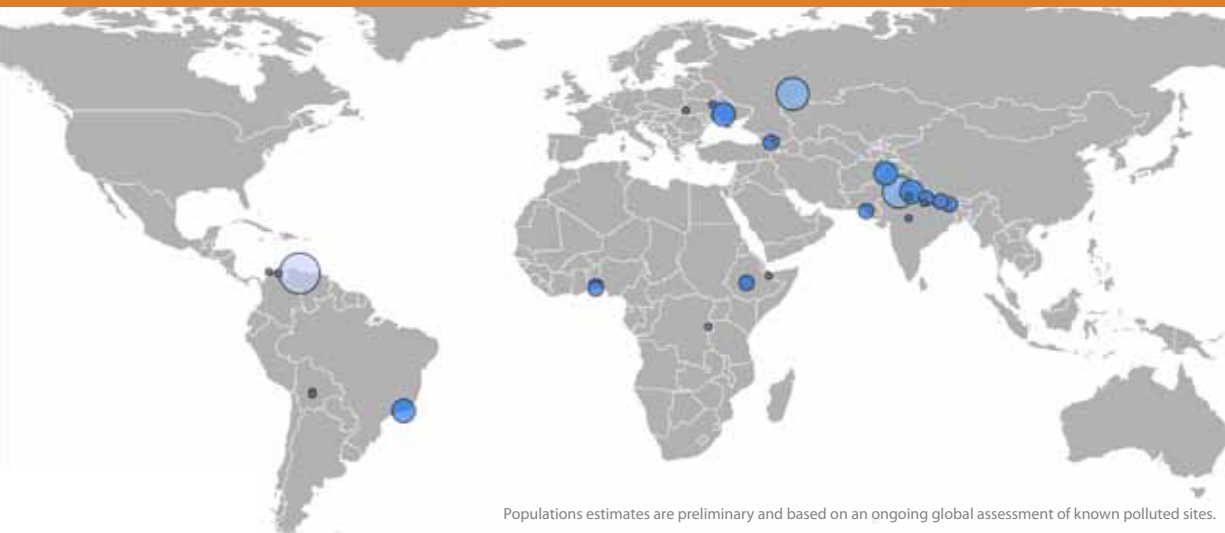 Populations estimates are preliminary and based on an ongoing global assessment of known polluted sites.